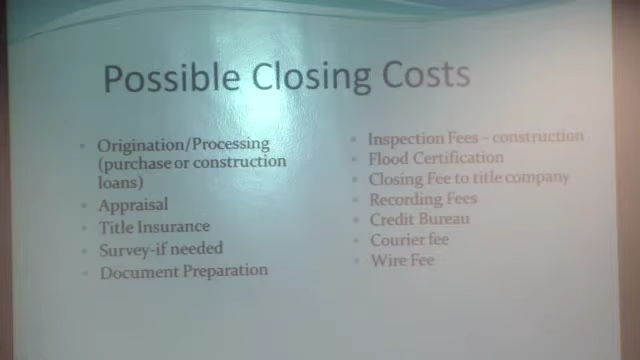 Possible Closing Costs
Origination/Processing
(purchase or construction
loans)
Appraisal
Title Insurance
Survey-if needed
Document Preparation
Inspection Fees - construction
Flood Certification
Closing Fee to title company
Recording Fees
Credit Bureau
Courier fee
Wire Fee